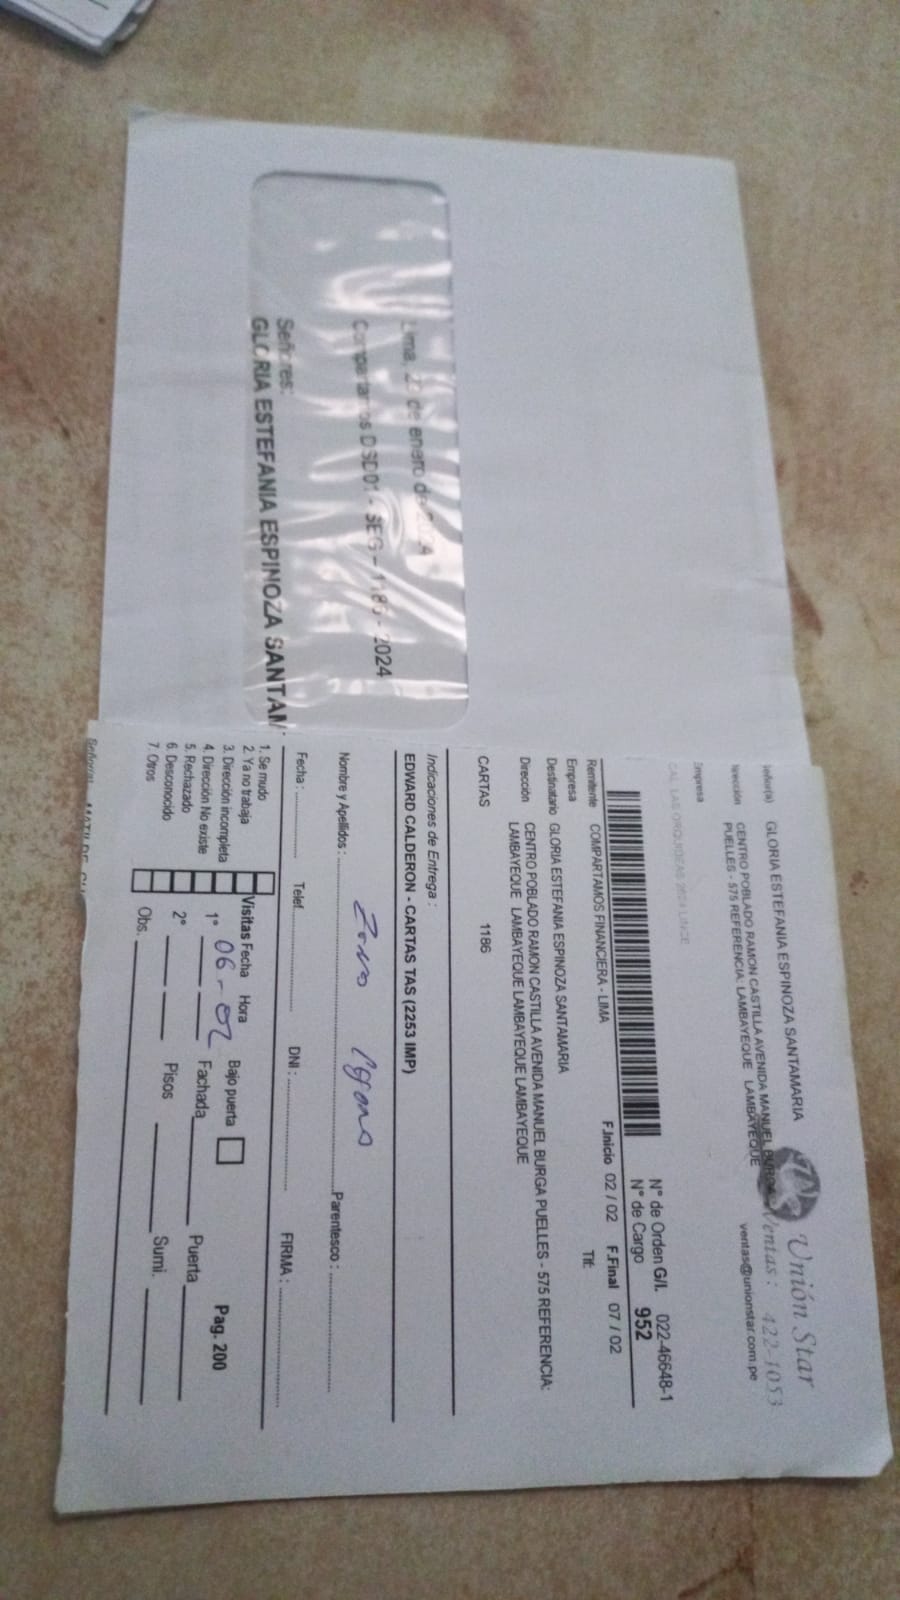 Lima, 23 de enero de 2024
Compartamos DSD01 - SEG - 1186 - 2024
Señores:
GLORIA ESTEFANIA ESPINOZA SANTAM
Unión Star
Ventas : 422-1053
ventas@unionstar.com.pe
Señor(a) GLORIA ESTEFANIA ESPINOZA SANTAMARIA
Dirección CENTRO POBLADO RAMON CASTILLA AVENIDA MANUEL BURGA
PUELLES - 575 REFERENCIA: LAMBAYEQUE LAMBAYEQUE
Empresa
CAL LAS ORQUIDEAS LINCE
N° de Orden G/I. 022-46648-1
N° de Cargo 952
Remitente COMPARTAMOS FINANCIERA - LIMA F.Inicio 02 / 02 F.Final 07 / 02
Empresa Tlf:
Destinatario GLORIA ESTEFANIA ESPINOZA SANTAMARIA
Dirección CENTRO POBLADO RAMON CASTILLA AVENIDA MANUEL BURGA PUELLES - 575 REFERENCIA:
LAMBAYEQUE LAMBAYEQUE LAMBAYEQUE LAMBAYEQUE
CARTAS 1186
Indicaciones de Entrega :
EDWARD CALDERON - CARTAS TAS (2253 IMP)
Nombre y Apellidos : Parentesco :
Fecha : Telef. DNI : FIRMA :
1. Se mudo
2. Ya no trabaja
3. Dirección incompleta
4. Dirección No existe
5. Rechazado
6. Desconocido
7. Otros
Visitas Fecha Hora Bajo puerta
1° 06 - 02 Fachada Puerta
2° Pisos Sumi.
Obs.
Pag. 200